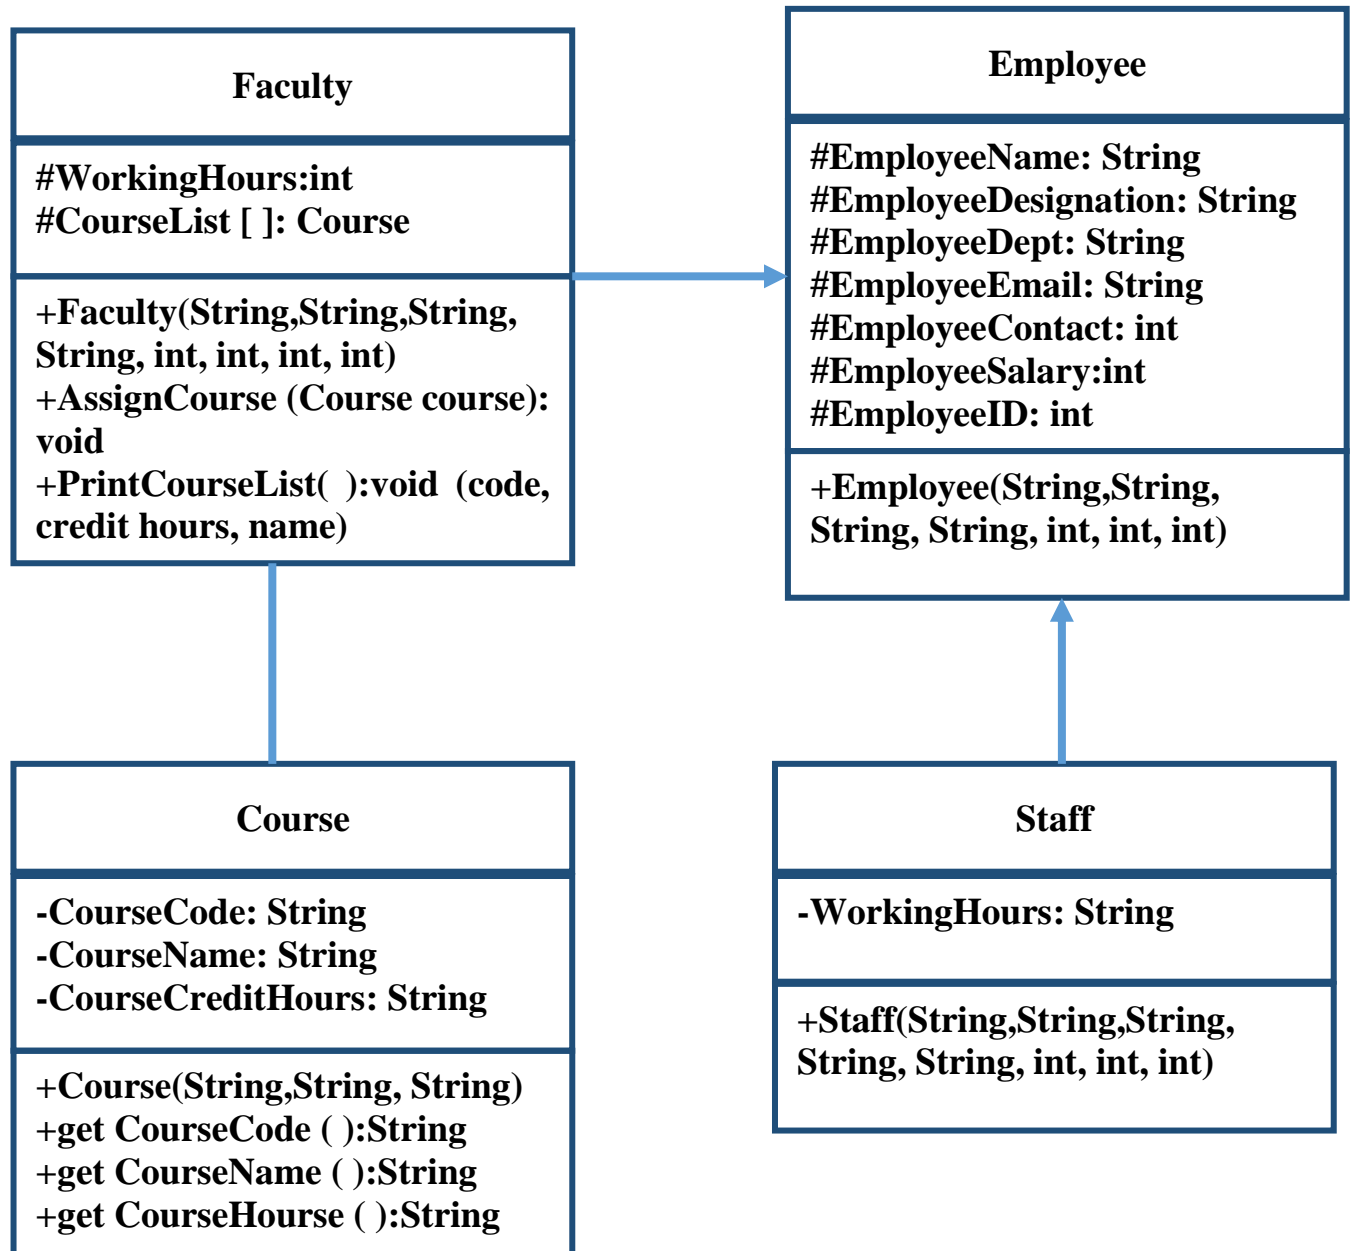 Faculty
#WorkingHours:int
#CourseList [ ]: Course
+Faculty(String,String,String,
String, int, int, int, int)
+AssignCourse (Course course):
void
+PrintCourseList( ):void (code,
credit hours, name)
Employee
#EmployeeName: String
#EmployeeDesignation: String
#EmployeeDept: String
#EmployeeEmail: String
#EmployeeContact: int
#EmployeeSalary:int
#EmployeeID: int
+Employee(String,String,
String, String, int, int, int)
Course
-CourseCode: String
-CourseName: String
-CourseCreditHours: String
+Course(String,String, String)
+get CourseCode ( ):String
+get CourseName ( ):String
+get CourseHourse ( ):String
Staff
-WorkingHours: String
+Staff(String,String,String,
String, String, int, int, int)